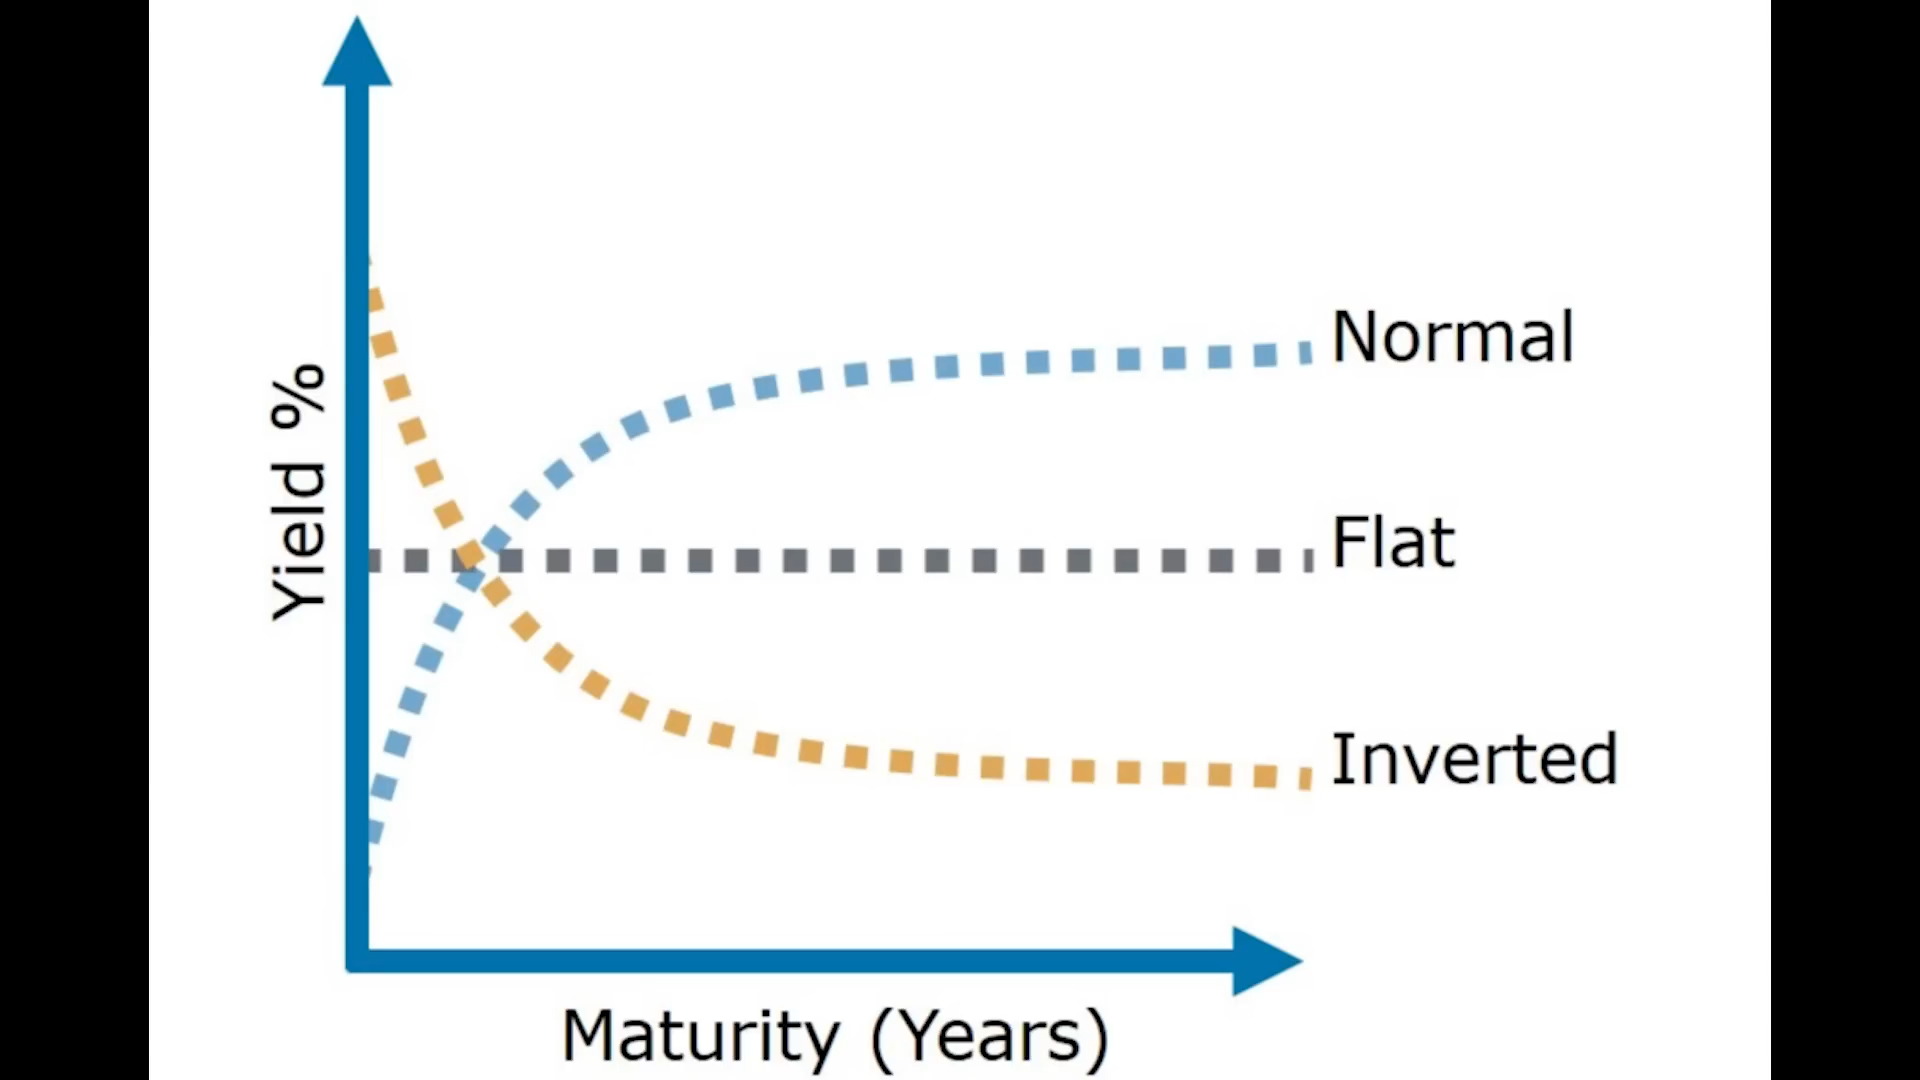 Yield %
Normal
Flat
Inverted
Maturity (Years)